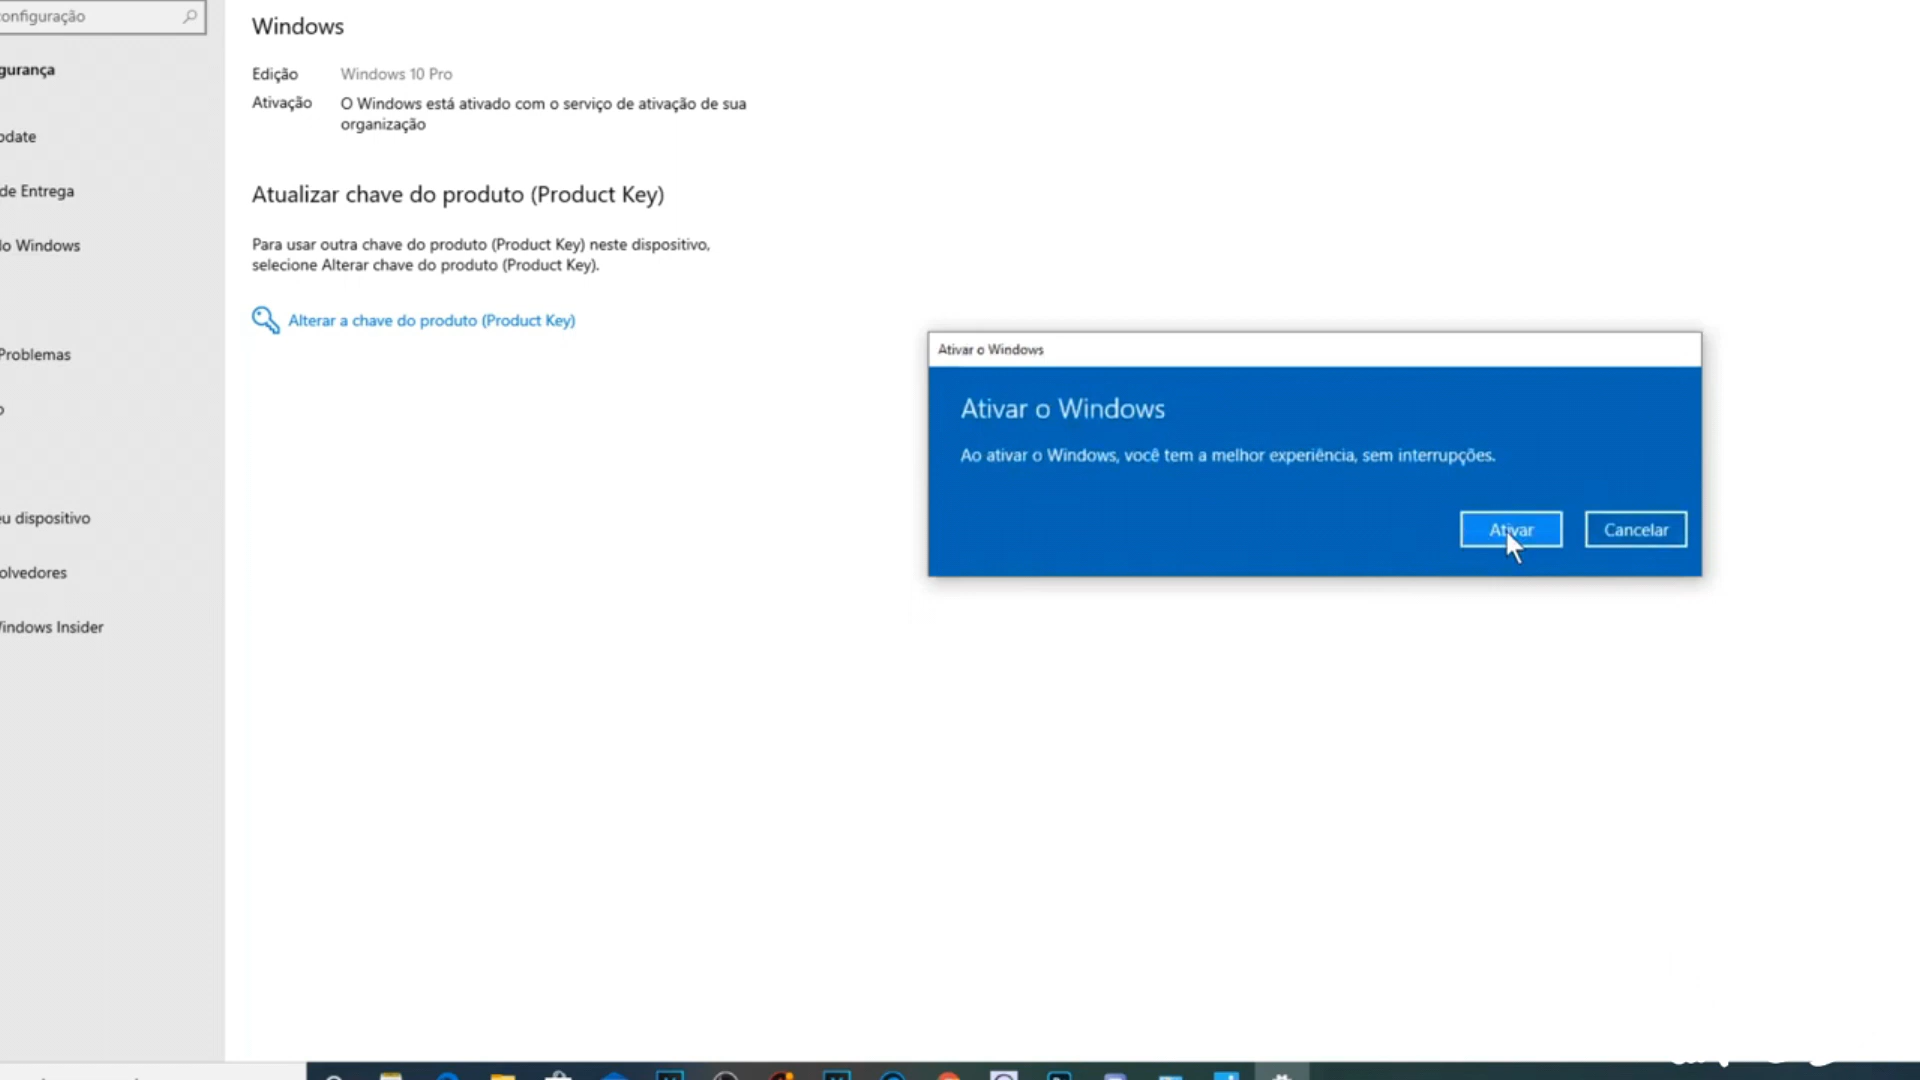 onfiguração
gurança
de Entrega
Problemas
eu dispositivo
Windows
Edição Windows 10 Pro
Ativação O Windows está ativado com o serviço de ativação de sua
organização
Atualizar chave do produto (Product Key)
Para usar outra chave do produto (Product Key) neste dispositivo,
selecione Alterar chave do produto (Product Key).
Alterar a chave do produto (Product Key)
pdate
lo Windows
olvedores
Windows Insider
Ativar o Windows
Ativar o Windows
Ao ativar o Windows, você tem a melhor experiência, sem interrupções.
Ativar Cancelar